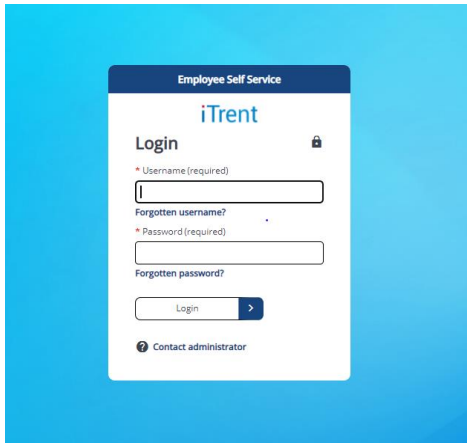 Employee Self Service
iTrent
Login
* Username (required)
Forgotten username?
* Password (required)
Forgotten password?
Login
Contact administrator